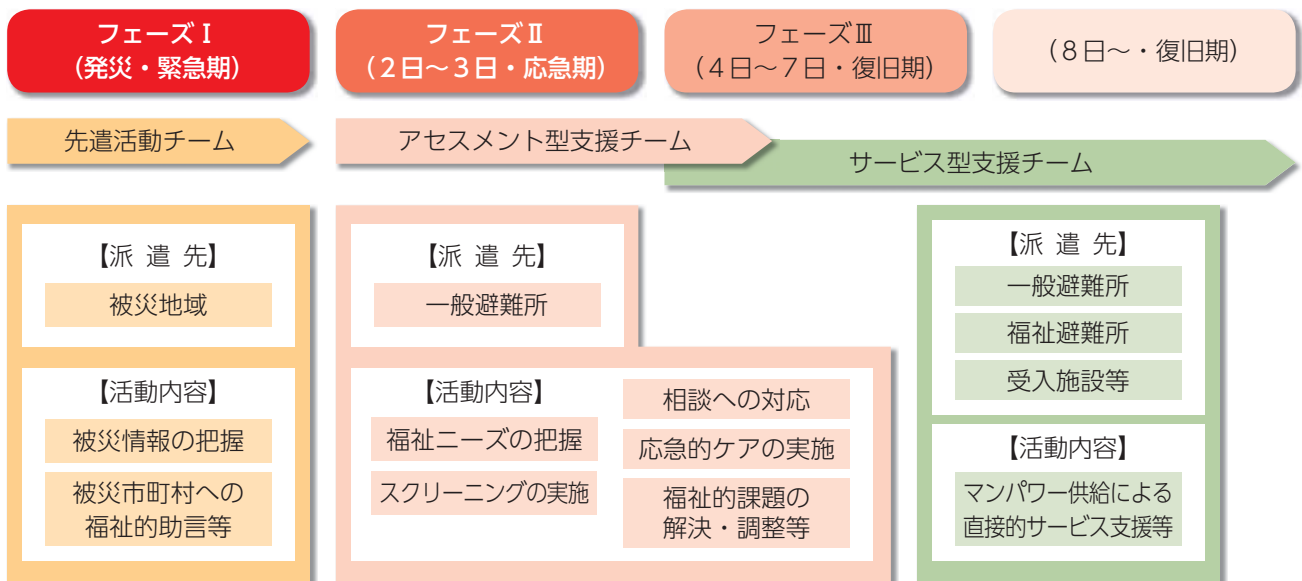 フェーズⅠ
(発災・緊急期)
フェーズⅡ
(2日〜3日・応急期)
フェーズⅢ
(4日〜7日・復旧期)
(8日〜・復旧期)
先遣活動チーム
アセスメント型支援チーム
サービス型支援チーム
【派 遣 先】
被災地域
【活動内容】
被災情報の把握
被災市町村への
福祉的助言等
【派 遣 先】
一般避難所
【活動内容】
福祉ニーズの把握
スクリーニングの実施
相談への対応
応急的ケアの実施
福祉的課題の
解決・調整等
【派 遣 先】
一般避難所
福祉避難所
受入施設等
【活動内容】
マンパワー供給による
直接的サービス支援等